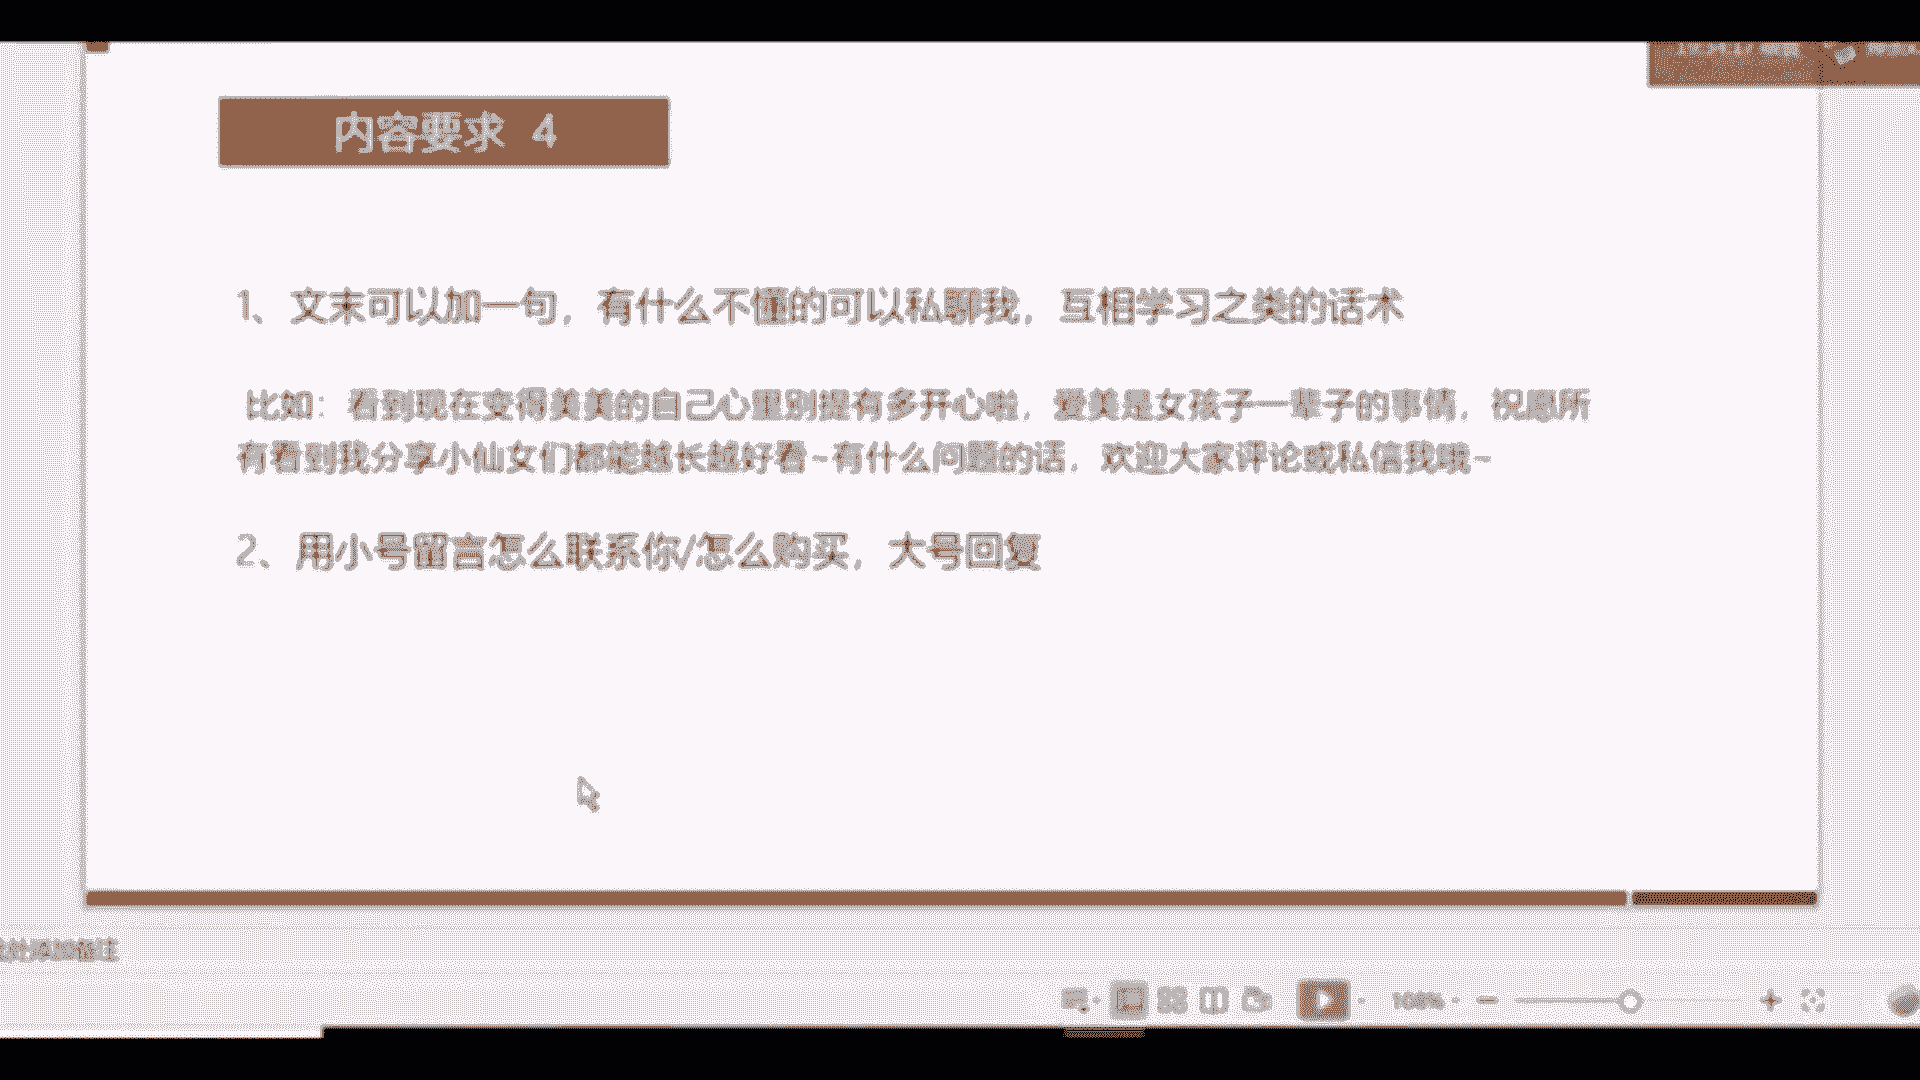 内容要求 4
1、文末可以加一句，有什么不懂的可以私聊我，互相学习之类的话术
比如：看到现在变得美美的自己心里别提有多开心啦，爱美是女孩子一辈子的事情，祝愿所
有看到我分享小仙女们都能越长越好看~有什么问题的话，欢迎大家评论或私信我哦~
2、用小号留言怎么联系你/怎么购买，大号回复
108%